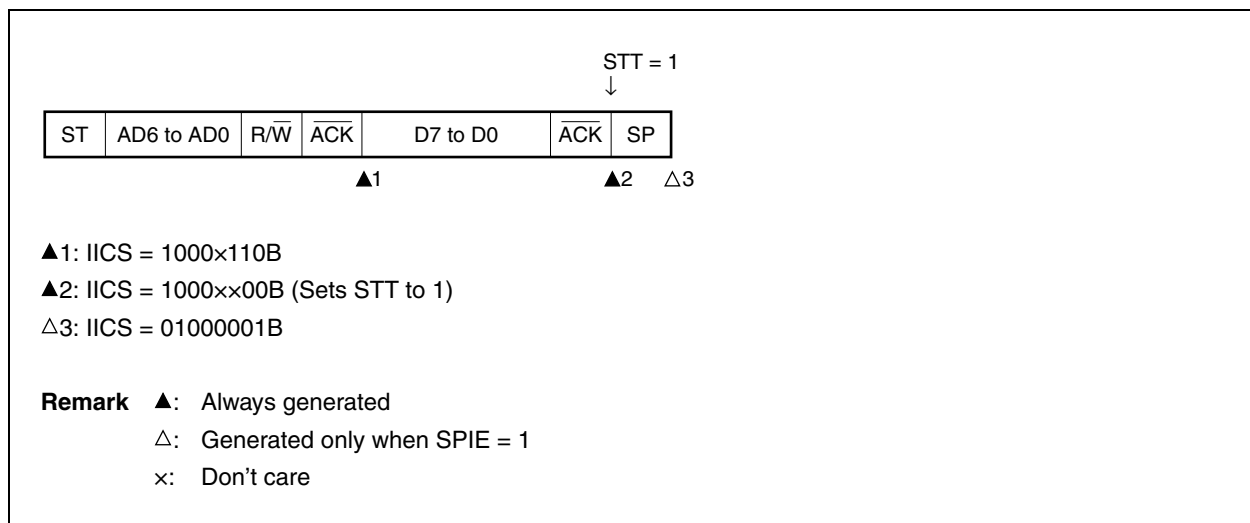 STT = 1
↓
ST AD6 to AD0 R/W̅ A̅C̅K̅ D7 to D0 A̅C̅K̅ SP
▲1 ▲2 △3
▲1: IICS = 1000×110B
▲2: IICS = 1000××00B (Sets STT to 1)
△3: IICS = 01000001B
Remark ▲: Always generated
△: Generated only when SPIE = 1
×: Don't care